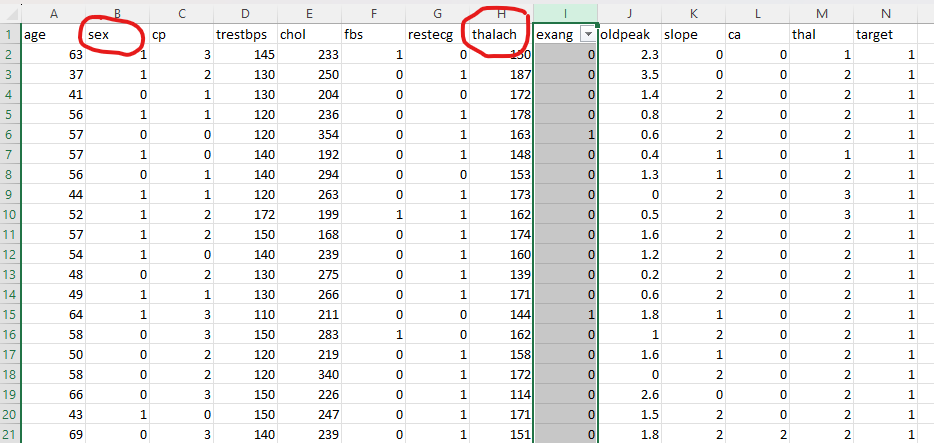 A B C D E F G H I J K L M N
1 age sex cp trestbps chol fbs restecg thalach exang oldpeak slope ca thal target
2 63 1 3 145 233 1 0 150 0 2.3 0 0 1 1
3 37 1 2 130 250 0 1 187 0 3.5 0 0 2 1
4 41 0 1 130 204 0 0 172 0 1.4 2 0 2 1
5 56 1 1 120 236 0 1 178 0 0.8 2 0 2 1
6 57 0 0 120 354 0 1 163 1 0.6 2 0 2 1
7 57 1 0 140 192 0 1 148 0 0.4 1 0 1 1
8 56 0 1 140 294 0 0 153 0 1.3 1 0 2 1
9 44 1 1 120 263 0 1 173 0 0 2 0 3 1
10 52 1 2 172 199 1 1 162 0 0.5 2 0 3 1
11 57 1 2 150 168 0 1 174 0 1.6 2 0 2 1
12 54 1 0 140 239 0 1 160 0 1.2 2 0 2 1
13 48 0 2 130 275 0 1 139 0 0.2 2 0 2 1
14 49 1 1 130 266 0 1 171 0 0.6 2 0 2 1
15 64 1 3 110 211 0 0 144 1 1.8 1 0 2 1
16 58 0 3 150 283 1 0 162 0 1 2 0 2 1
17 50 0 2 120 219 0 1 158 0 1.6 1 0 2 1
18 58 0 2 120 340 0 1 172 0 0 2 0 2 1
19 66 0 3 150 226 0 1 114 0 2.6 0 0 2 1
20 43 1 0 150 247 0 1 171 0 1.5 2 0 2 1
21 69 0 3 140 239 0 1 151 0 1.8 2 2 2 1